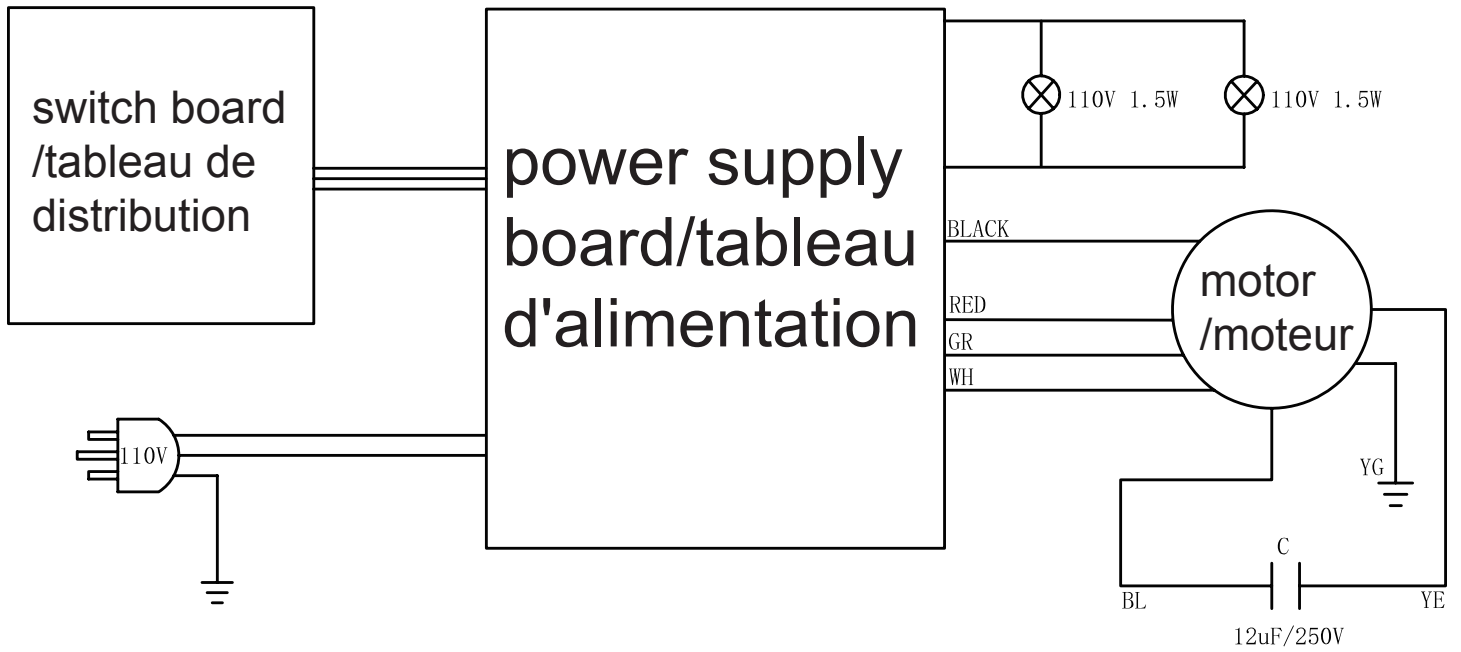 switch board
/tableau de
distribution
power supply
board/tableau
d'alimentation
110V 1.5W
110V 1.5W
BLACK
RED
GR
WH
motor
/moteur
110V
YG
C
BL
YE
12uF/250V